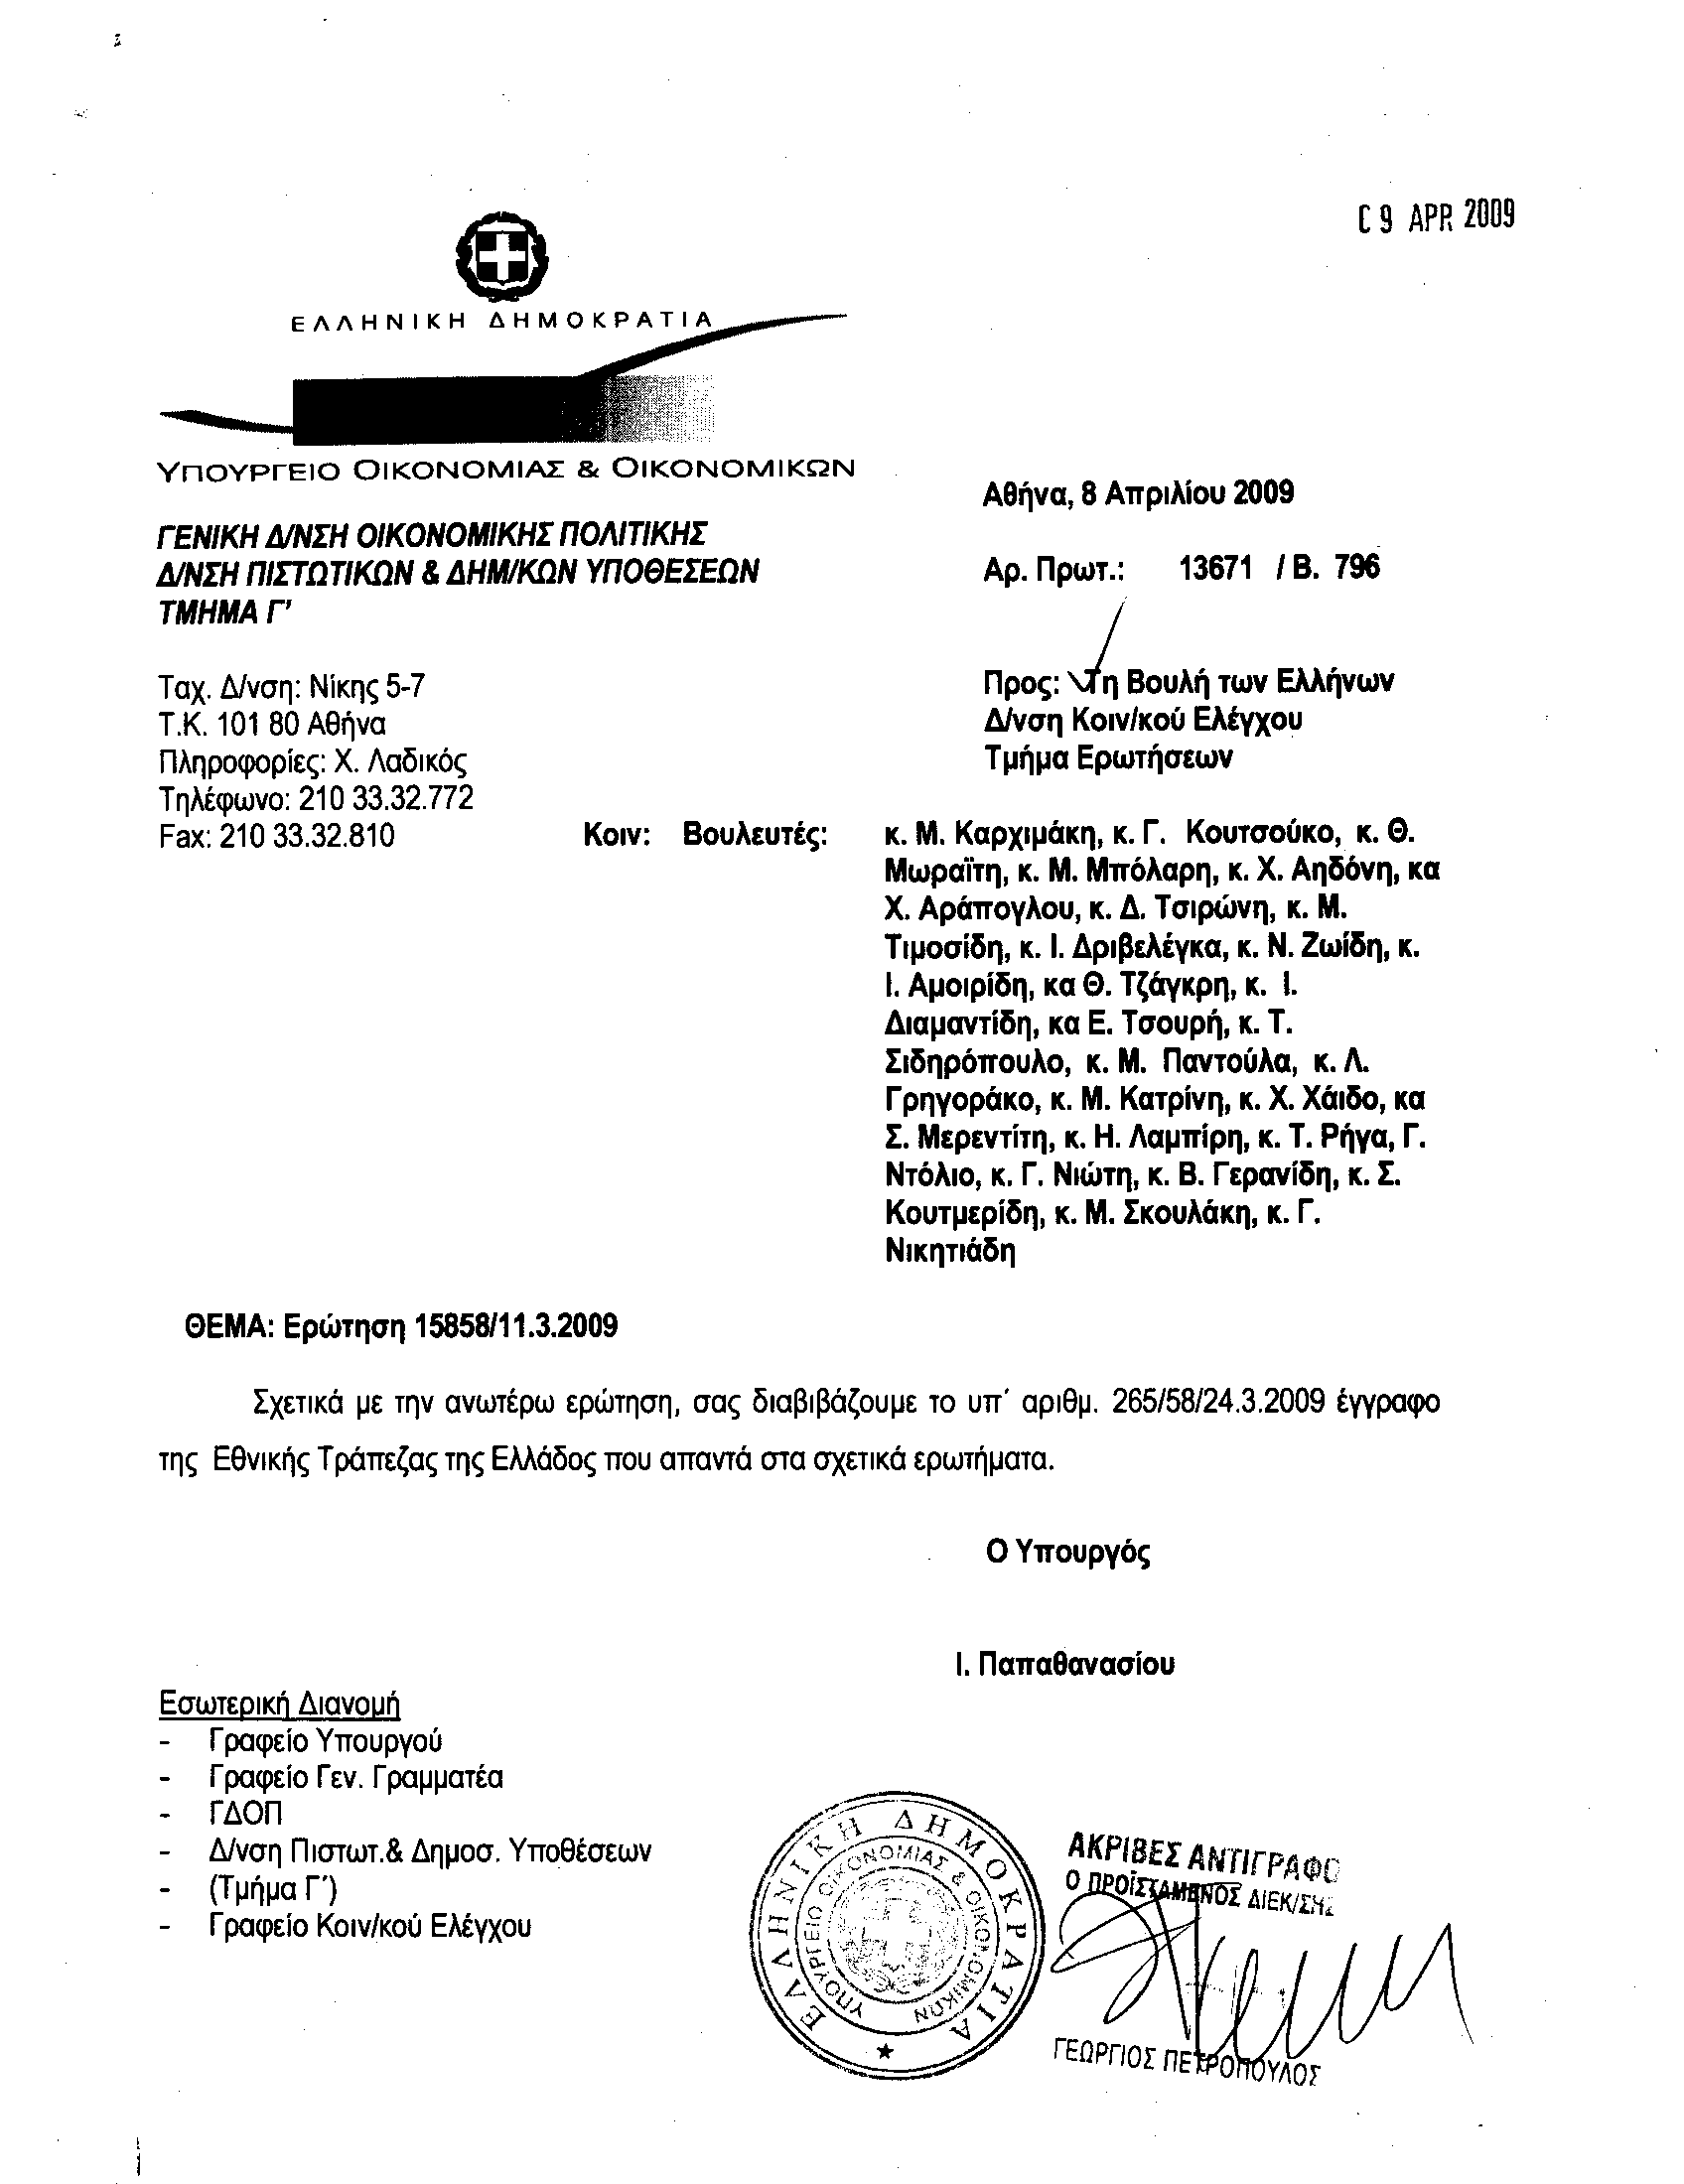 09 APR 2009
ΕΛΛΗΝΙΚΗ ΔΗΜΟΚΡΑΤΙΑ
ΥΠΟΥΡΓΕΙΟ ΟΙΚΟΝΟΜΙΑΣ & ΟΙΚΟΝΟΜΙΚΩΝ
ΓΕΝΙΚΗ Δ/ΝΣΗ ΟΙΚΟΝΟΜΙΚΗΣ ΠΟΛΙΤΙΚΗΣ
Δ/ΝΣΗ ΠΙΣΤΩΤΙΚΩΝ & ΔΗΜ/ΚΩΝ ΥΠΟΘΕΣΕΩΝ
ΤΜΗΜΑ Γ'
Αθήνα, 8 Απριλίου 2009
Αρ. Πρωτ.: 13671 / Β. 796
Ταχ. Δ/νση: Νίκης 5-7
Τ.Κ. 101 80 Αθήνα
Πληροφορίες: Χ. Λαδικός
Τηλέφωνο: 210 33.32.772
Fax: 210 33.32.810
Προς: Τη Βουλή των Ελλήνων
Δ/νση Κοιν/κού Ελέγχου
Τμήμα Ερωτήσεων
Κοιν: Βουλευτές: κ. Μ. Καρχιμάκη, κ. Γ. Κουτσούκο, κ. Θ.
Μωραϊτη, κ. Μ. Μπόλαρη, κ. Χ. Αηδόνη, κα
Χ. Αράπογλου, κ. Δ. Τσιρώνη, κ. Μ.
Τιμοσίδη, κ. Ι. Δριβελέγκα, κ. Ν. Ζωίδη, κ.
Ι. Αμοιρίδη, κα Θ. Τζάγκρη, κ. Ι.
Διαμαντίδη, κα Ε. Τσουρή, κ. Τ.
Σιδηρόπουλο, κ. Μ. Παντούλα, κ. Λ.
Γρηγοράκο, κ. Μ. Κατρίνη, κ. Χ. Χάιδο, κα
Σ. Μερεντίτη, κ. Η. Λαμπίρη, κ. Τ. Ρήγα, Γ.
Ντόλιο, κ. Γ. Νιώτη, κ. Β. Γερανίδη, κ. Σ.
Κουτμερίδη, κ. Μ. Σκουλάκη, κ. Γ.
Νικητιάδη
ΘΕΜΑ: Ερώτηση 15858/11.3.2009
Σχετικά με την ανωτέρω ερώτηση, σας διαβιβάζουμε το υπ' αριθμ. 265/58/24.3.2009 έγγραφο
της Εθνικής Τράπεζας της Ελλάδος που απαντά στα σχετικά ερωτήματα.
Ο Υπουργός
Ι. Παπαθανασίου
Εσωτερική Διανομή
- Γραφείο Υπουργού
- Γραφείο Γεν. Γραμματέα
- ΓΔΟΠ
- Δ/νση Πιστωτ.& Δημοσ. Υποθέσεων
- (Τμήμα Γ')
- Γραφείο Κοιν/κού Ελέγχου
ΕΛΛΗΝΙΚΗ ΔΗΜΟΚΡΑΤΙΑ
ΥΠΟΥΡΓΕΙΟ ΟΙΚΟΝΟΜΙΑΣ & ΟΙΚΟΝΟΜΙΚΩΝ
ΑΚΡΙΒΕΣ ΑΝΤΙΓΡΑΦΟ
Ο ΠΡΟΪΣΤΑΜΕΝΟΣ ΔΙΕΚ/ΣΗΣ
ΓΕΩΡΓΙΟΣ ΠΕΤΡΟΠΟΥΛΟΣ